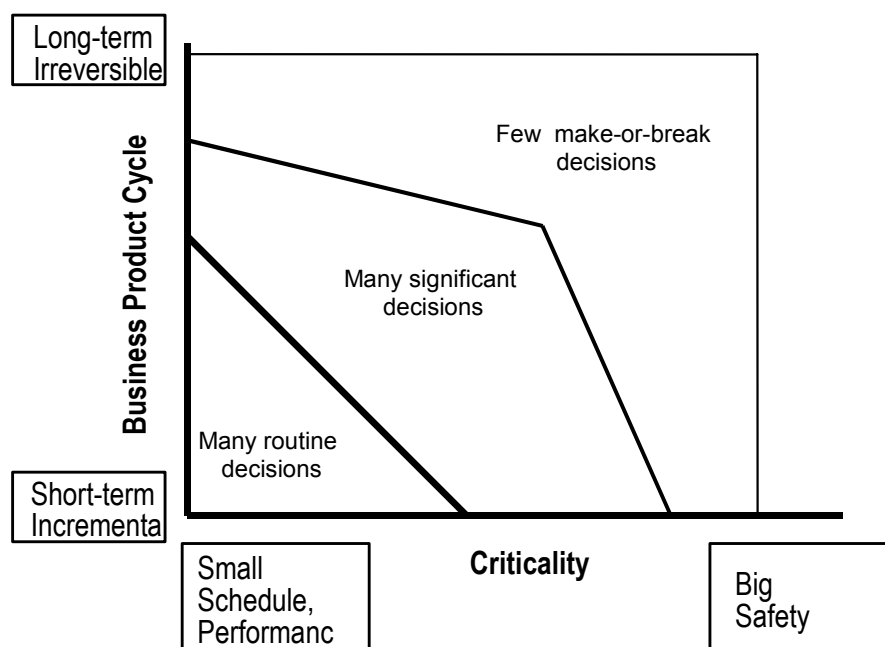 Long-term
Irreversible
Few make-or-break
decisions
Business Product Cycle
Many significant
decisions
Many routine
decisions
Short-term
Incrementa
Criticality
Small
Schedule,
Performanc
Big
Safety